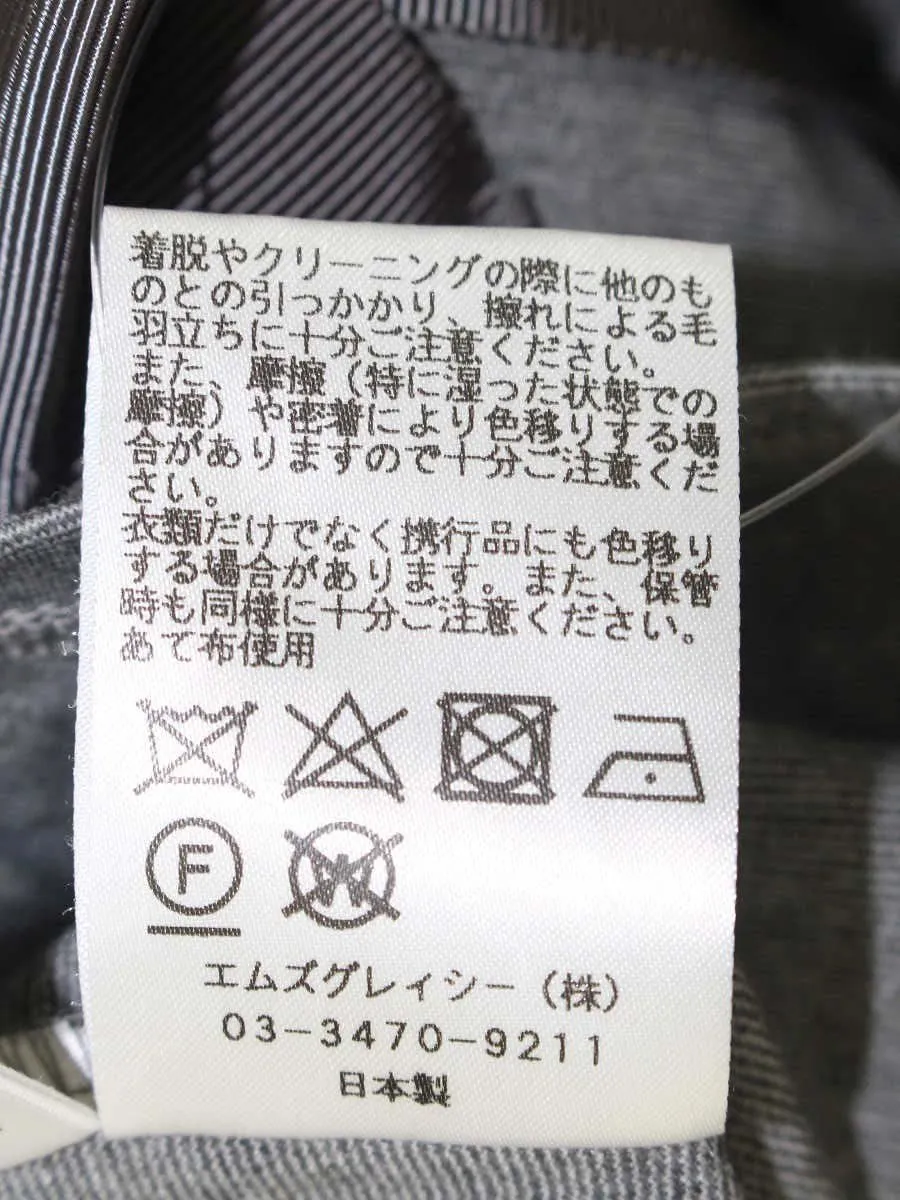 着脱やクリーニングの際に他のも
のとの引っかかり、擦れによる毛
羽立ちに十分ご注意ください。
また、摩擦（特に湿った状態での
摩擦）や密着により色移りする場
合がありますので十分ご注意くだ
さい。
衣類だけでなく携行品にも色移り
する場合があります。また、保管
時も同様に十分ご注意ください。
あて布使用
F
W
エムズグレイシー（株）
03-3470-9211
日本製